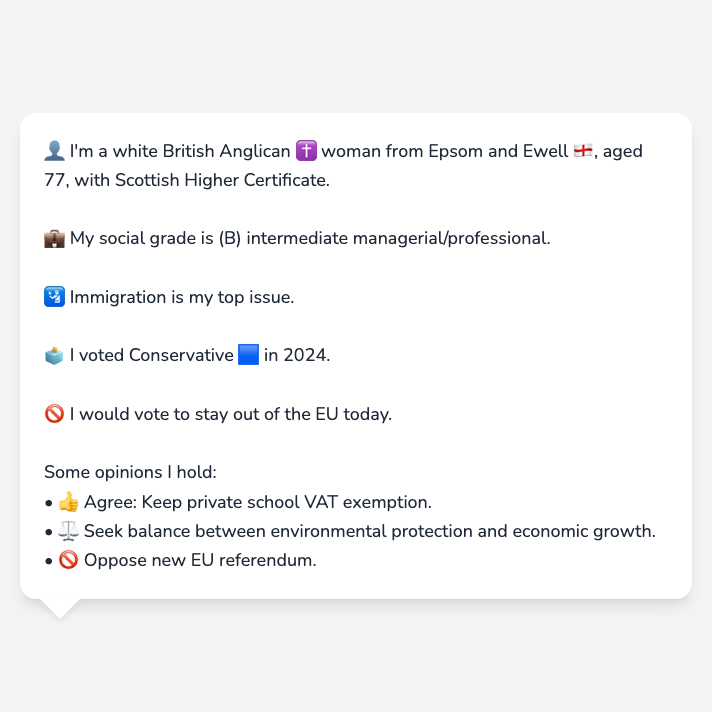 👤 I'm a white British Anglican ✝️ woman from Epsom and Ewell 🏴󠁧󠁢󠁥󠁮󠁧󠁿, aged
77, with Scottish Higher Certificate.
💼 My social grade is (B) intermediate managerial/professional.
🛂 Immigration is my top issue.
🗳️ I voted Conservative 🟦 in 2024.
🚫 I would vote to stay out of the EU today.
Some opinions I hold:
• 👍 Agree: Keep private school VAT exemption.
• ⚖️ Seek balance between environmental protection and economic growth.
• 🚫 Oppose new EU referendum.